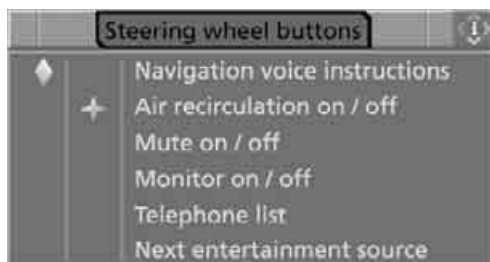 Steering wheel buttons
Navigation voice instructions
Air recirculation on / off
Mute on / off
Monitor on / off
Telephone list
Next entertainment source